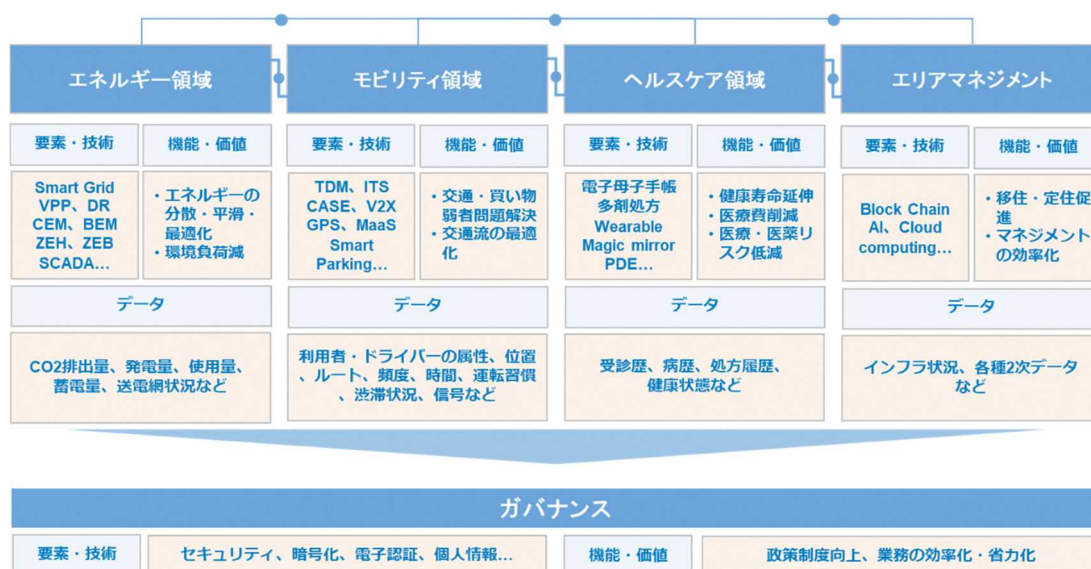 エネルギー領域
モビリティ領域
ヘルスケア領域
エリアマネジメント
要素・技術
機能・価値
要素・技術
機能・価値
要素・技術
機能・価値
要素・技術
機能・価値
Smart Grid
VPP、DR
CEM、BEM
ZEH、ZEB
SCADA…
・エネルギーの
分散・平滑・
最適化
・環境負荷減
TDM、ITS
CASE、V2X
GPS、MaaS
Smart
Parking…
・交通・買い物
弱者問題解決
・交通流の最適
化
電子母子手帳
多剤処方
Wearable
Magic mirror
PDE…
・健康寿命延伸
・医療費削減
・医療・医薬リ
スク低減
Block Chain
AI、Cloud
computing…
・移住・定住促
進
・マネジメント
の効率化
データ
データ
データ
データ
CO2排出量、発電量、使用量、
蓄電量、送電網状況など
利用者・ドライバーの属性、位置
、ルート、頻度、時間、運転習慣
、渋滞状況、信号など
受診歴、病歴、処方履歴、
健康状態など
インフラ状況、各種2次データ
など
ガバナンス
要素・技術
セキュリティ、暗号化、電子認証、個人情報…
機能・価値
政策制度向上、業務の効率化・省力化